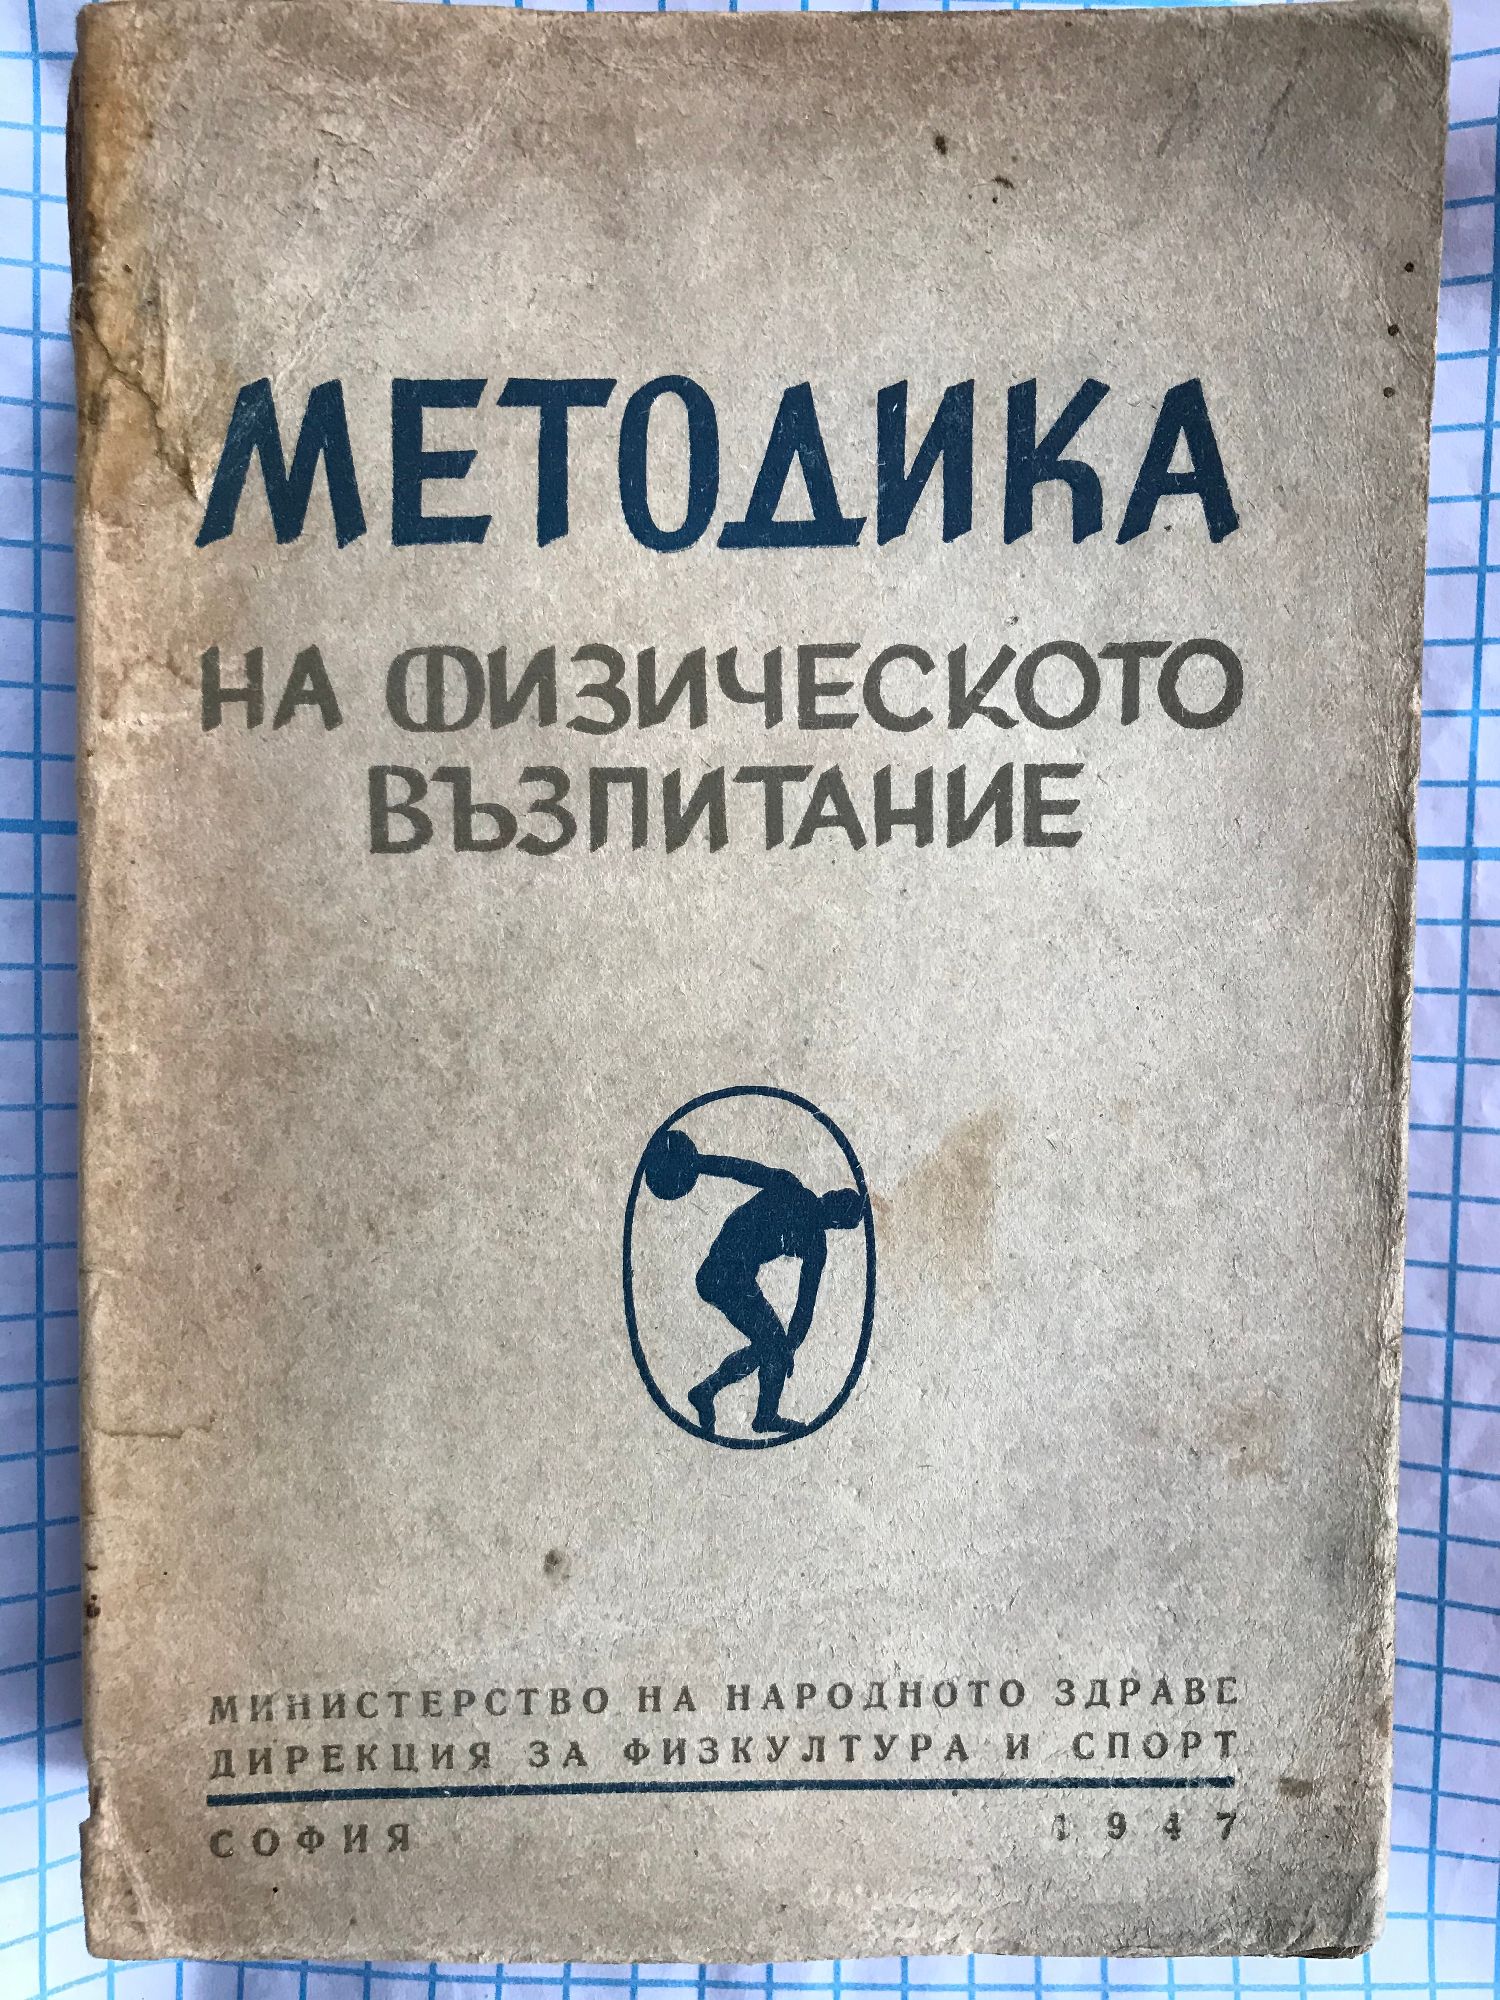 МЕТОДИКА
НА ФИЗИЧЕСКОТО
ВЪЗПИТАНИЕ
МИНИСТЕРСТВО НА НАРОДНОТО ЗДРАВЕ
ДИРЕКЦИЯ ЗА ФИЗКУЛТУРА И СПОРТ
СОФИЯ 1947